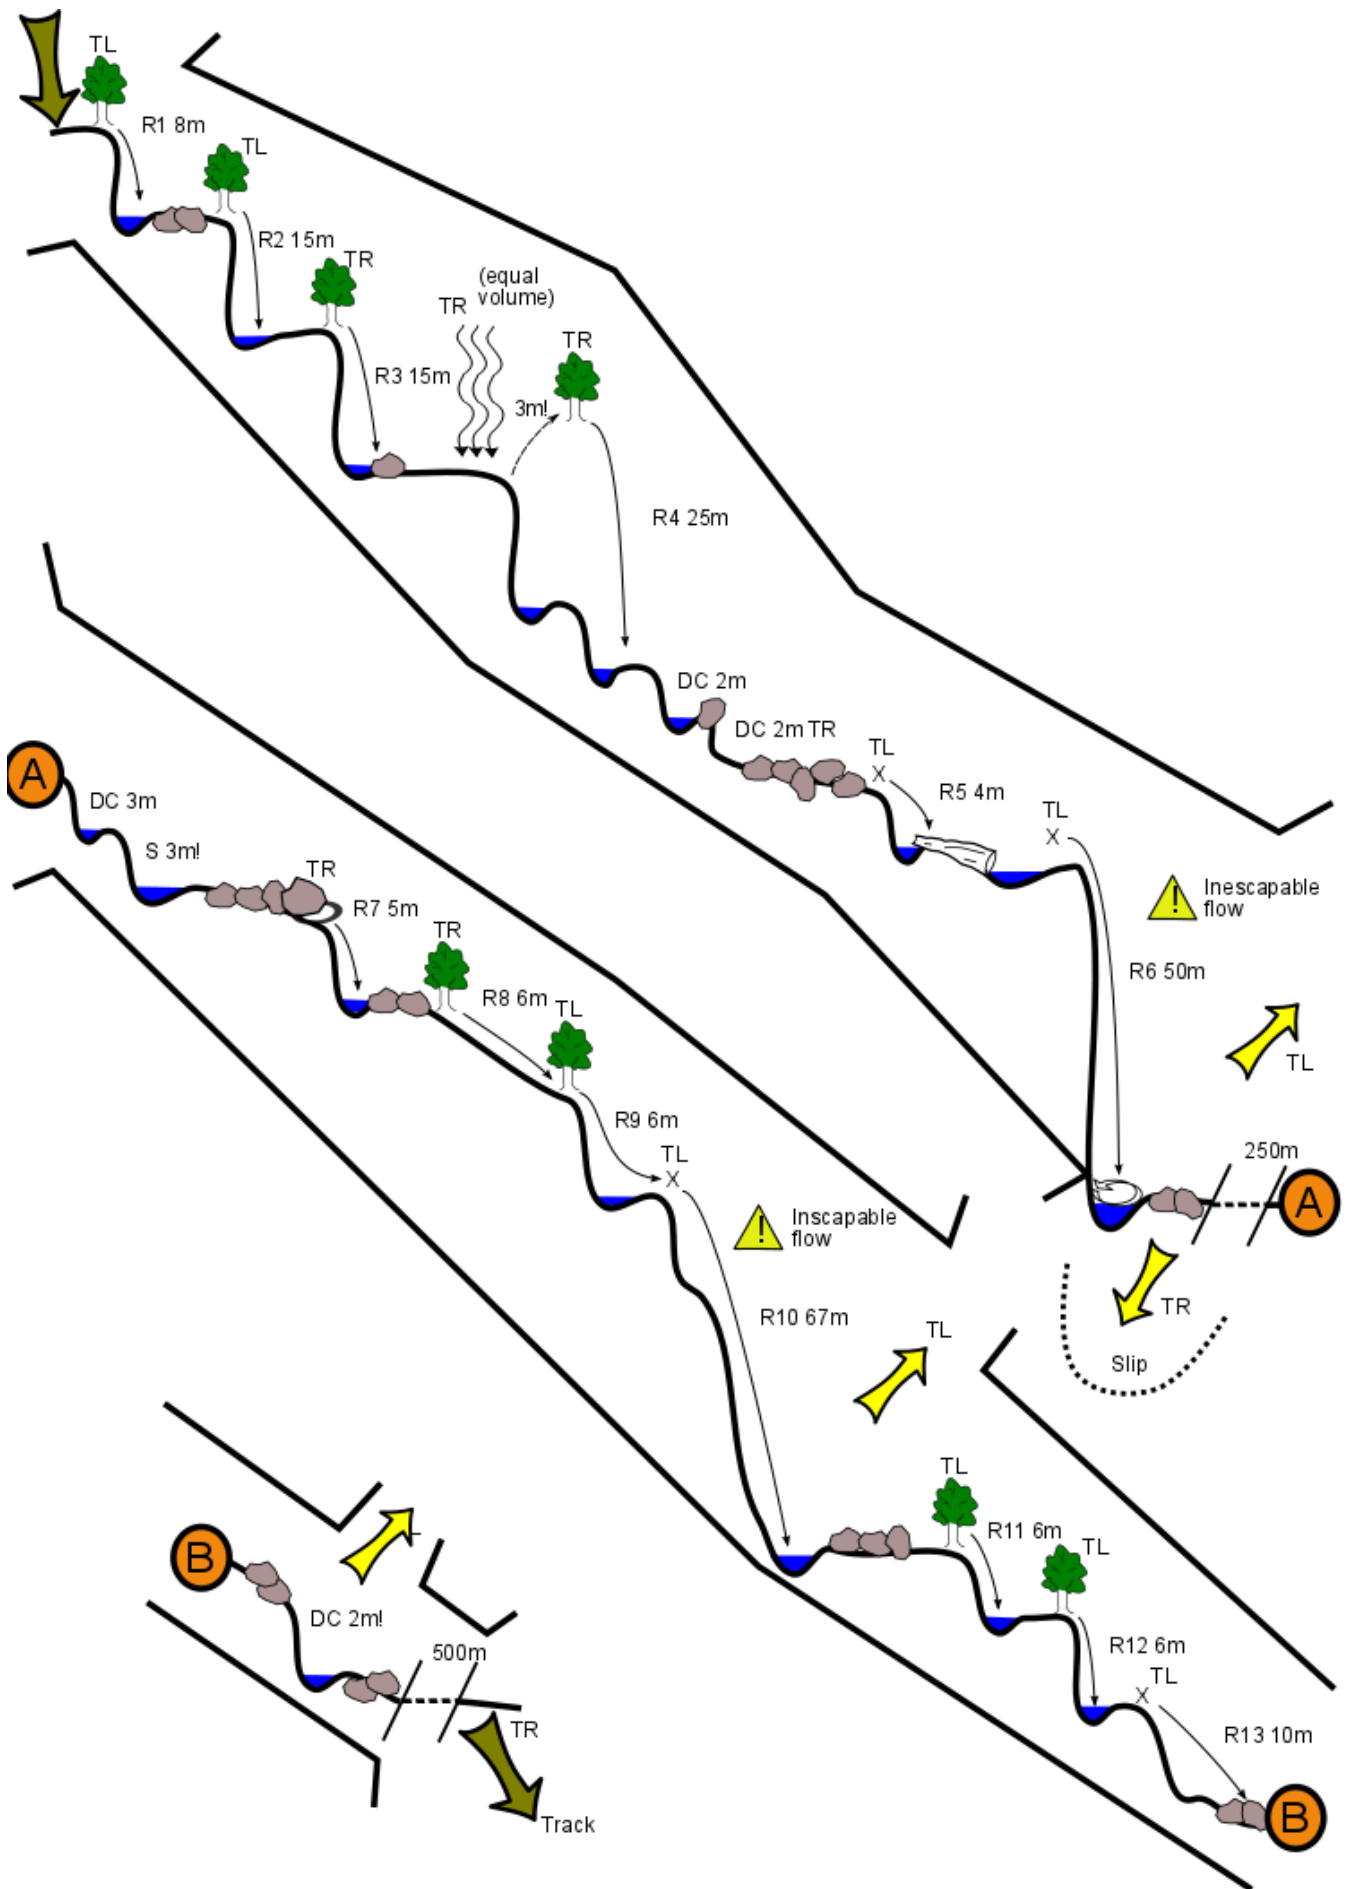 TL
R1 8m
TL
R2 15m
TR
(equal
volume)
TR
R3 15m
TR
3m!
R4 25m
DC 2m
DC 2m TR
TL
X
R5 4m
TL
X
!
Inescapable
flow
R6 50m
TL
250m
A
TR
Slip
A
DC 3m
S 3m!
TR
R7 5m
TR
R8 6m
TL
R9 6m
TL
X
!
Inscapable
flow
R10 67m
TL
TL
R11 6m
TL
R12 6m
TL
X
R13 10m
B
B
DC 2m!
500m
TR
Track